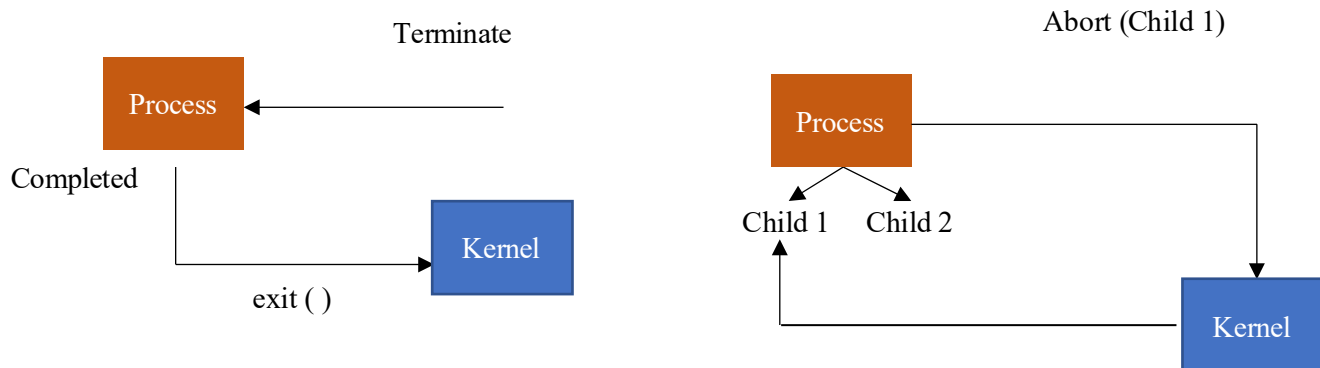 Terminate
Process
Completed
Kernel
exit ( )
Abort (Child 1)
Process
Child 1
Child 2
Kernel